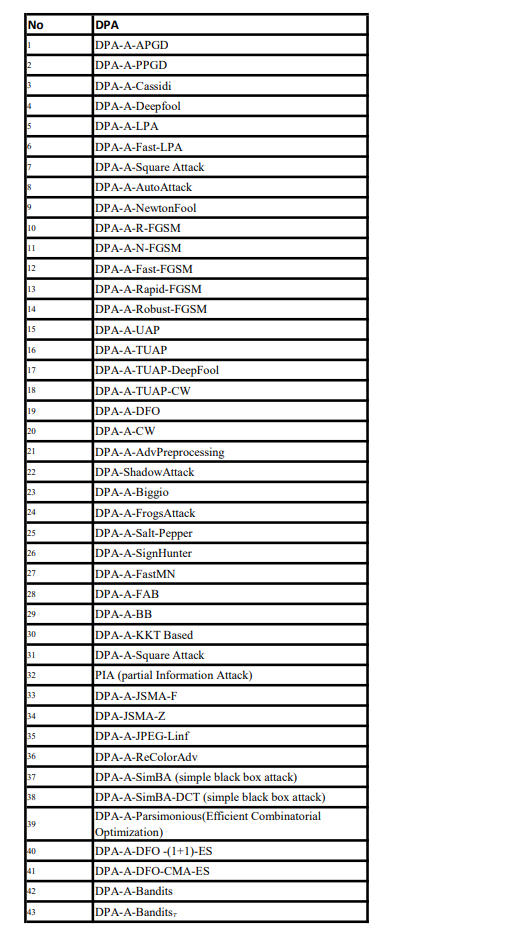 No DPA
1 DPA-A-APGD
2 DPA-A-PPGD
3 DPA-A-Cassidi
4 DPA-A-Deepfool
5 DPA-A-LPA
6 DPA-A-Fast-LPA
7 DPA-A-Square Attack
8 DPA-A-AutoAttack
9 DPA-A-NewtonFool
10 DPA-A-R-FGSM
11 DPA-A-N-FGSM
12 DPA-A-Fast-FGSM
13 DPA-A-Rapid-FGSM
14 DPA-A-Robust-FGSM
15 DPA-A-UAP
16 DPA-A-TUAP
17 DPA-A-TUAP-DeepFool
18 DPA-A-TUAP-CW
19 DPA-A-DFO
20 DPA-A-CW
21 DPA-A-AdvPreprocessing
22 DPA-ShadowAttack
23 DPA-A-Biggio
24 DPA-A-FrogsAttack
25 DPA-A-Salt-Pepper
26 DPA-A-SignHunter
27 DPA-A-FastMN
28 DPA-A-FAB
29 DPA-A-BB
30 DPA-A-KKT Based
31 DPA-A-Square Attack
32 PIA (partial Information Attack)
33 DPA-A-JSMA-F
34 DPA-JSMA-Z
35 DPA-A-JPEG-Linf
36 DPA-A-ReColorAdv
37 DPA-A-SimBA (simple black box attack)
38 DPA-A-SimBA-DCT (simple black box attack)
39 DPA-A-Parsimonious(Efficient Combinatorial
Optimization)
40 DPA-A-DFO -(1+1)-ES
41 DPA-A-DFO-CMA-ES
42 DPA-A-Bandits
43 DPA-A-Bandits_T